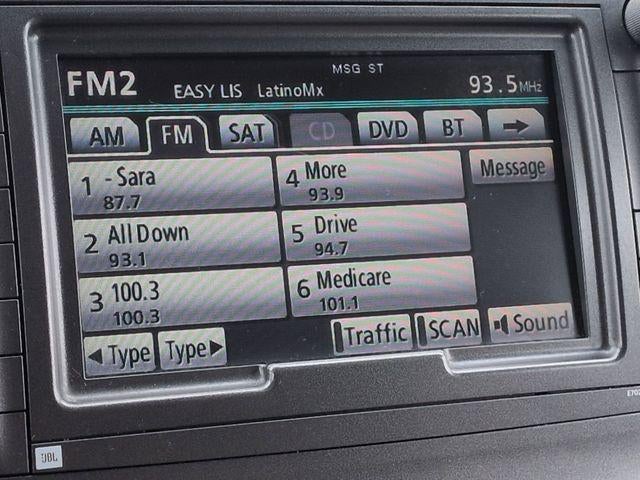 MSG ST
FM2 EASY LIS LatinoMx 93.5MHz
AM FM SAT CD DVD BT
1 - Sara
87.7
4 More
93.9
Message
2 All Down
93.1
5 Drive
94.7
3 100.3
100.3
6 Medicare
101.1
◀Type Type▶ Traffic SCAN Sound
JBL